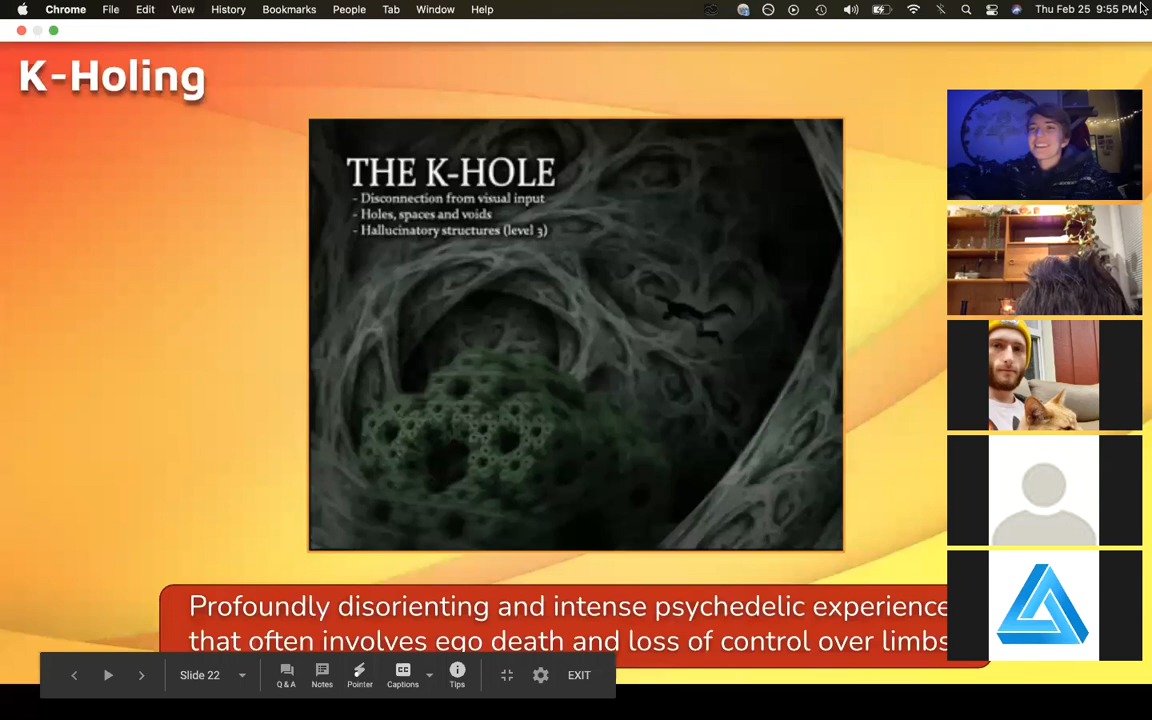 Chrome File Edit View History Bookmarks People Tab Window Help Thu Feb 25 9:55 PM
K-Holing
THE K-HOLE
- Disconnection from visual input
- Holes, spaces and voids
- Hallucinatory structures (level 3)
Profoundly disorienting and intense psychedelic experience
that often involves ego death and loss of control over limbs
Slide 22
Q & A
Notes
Pointer
CC
Captions
Tips
EXIT